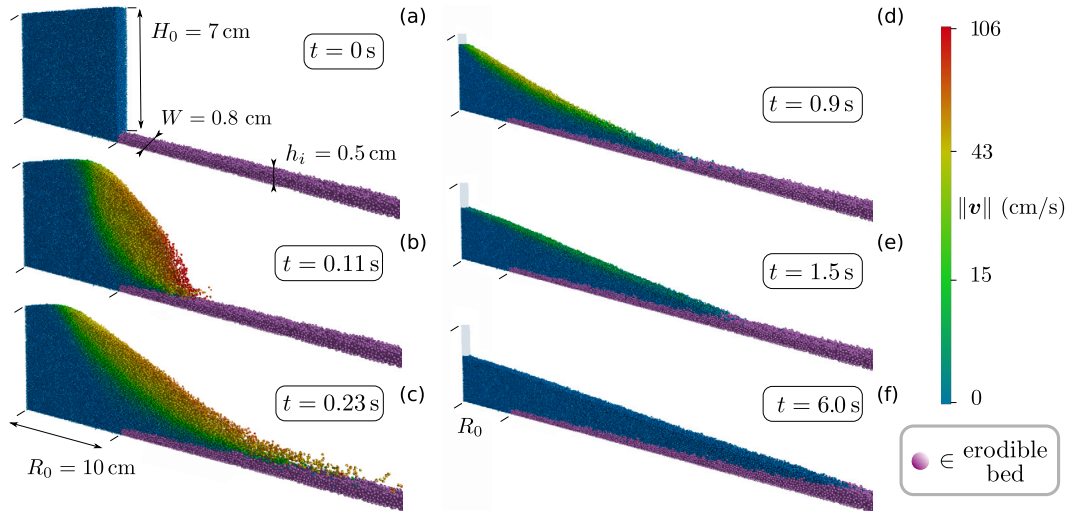 (a)
H₀ = 7 cm
t = 0 s
W = 0.8 cm
hᵢ = 0.5 cm
(b)
t = 0.11 s
(c)
t = 0.23 s
R₀ = 10 cm
(d)
t = 0.9 s
(e)
t = 1.5 s
(f)
t = 6.0 s
R₀
106
43
‖v‖ (cm/s)
15
0
∈ erodible
bed